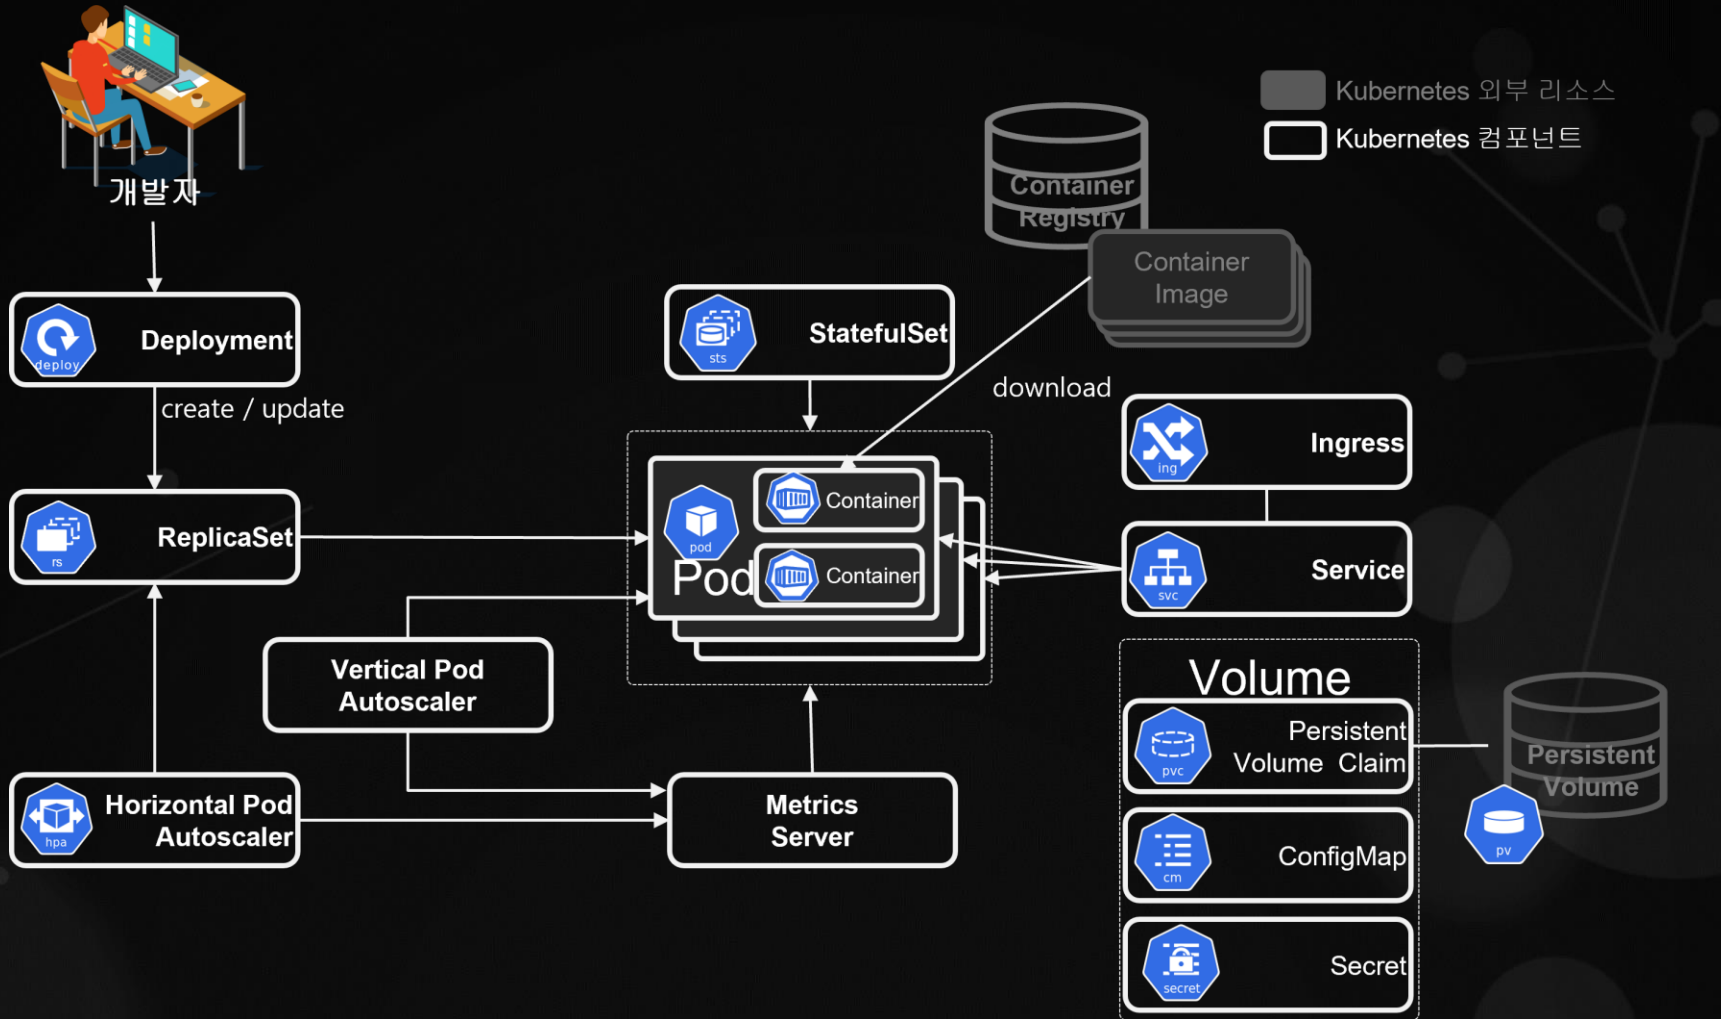 개발자
Kubernetes 외부 리소스
Kubernetes 컴포넌트
Container
Registry
Container
Image
download
deploy
Deployment
create / update
rs
ReplicaSet
sts
StatefulSet
pod
Pod
Container
Container
ing
Ingress
svc
Service
Vertical Pod
Autoscaler
hpa
Horizontal Pod
Autoscaler
Metrics
Server
Volume
pvc
Persistent
Volume Claim
Persistent
Volume
pv
cm
ConfigMap
secret
Secret